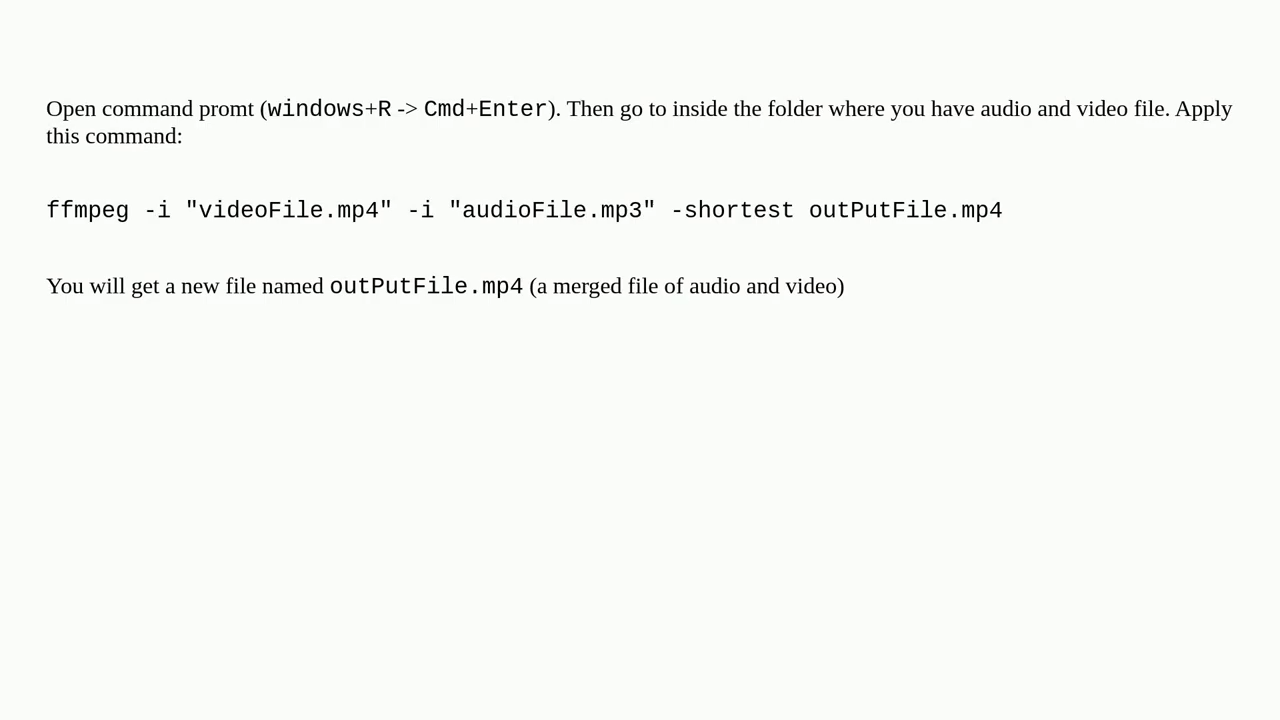 Open command promt (windows+R -> Cmd+Enter). Then go to inside the folder where you have audio and video file. Apply
this command:
ffmpeg -i "videoFile.mp4" -i "audioFile.mp3" -shortest outPutFile.mp4
You will get a new file named outPutFile.mp4 (a merged file of audio and video)